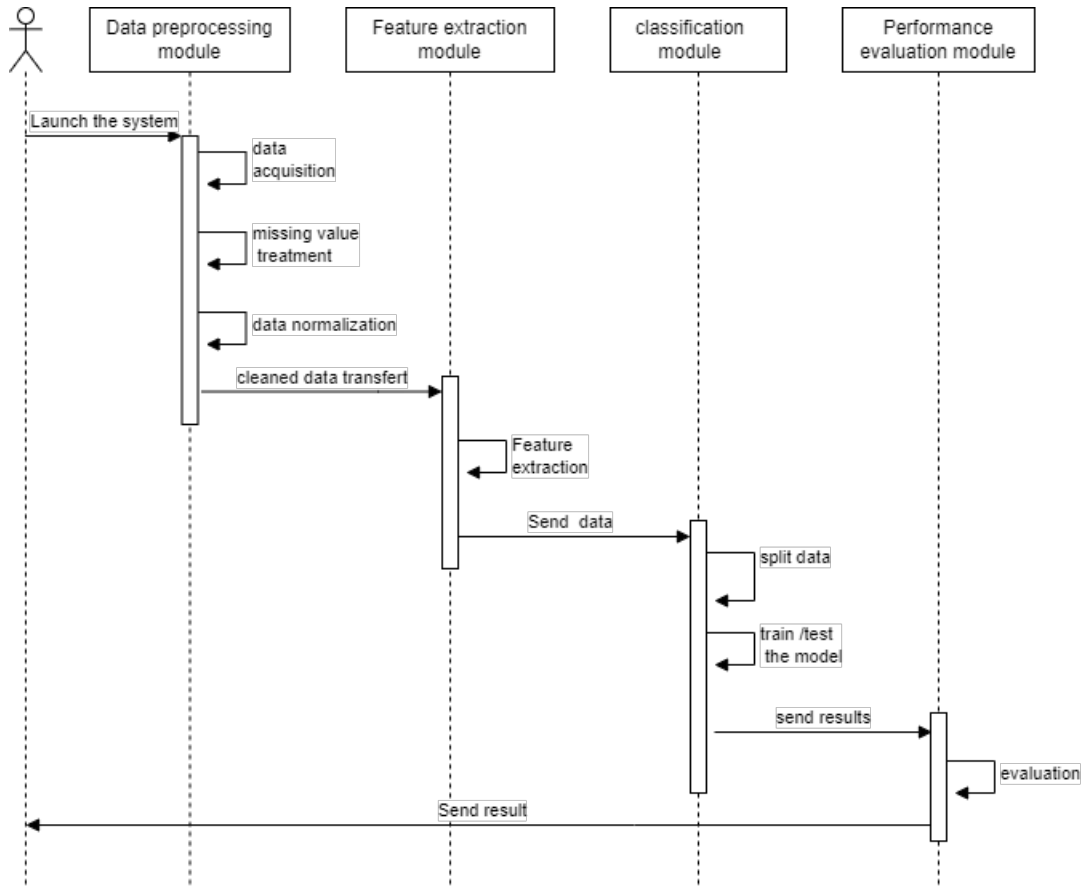 Data preprocessing
module
Feature extraction
module
classification
module
Performance
evaluation module
Launch the system
data
acquisition
missing value
treatment
data normalization
cleaned data transfert
Feature
extraction
Send data
split data
train /test
the model
send results
evaluation
Send result